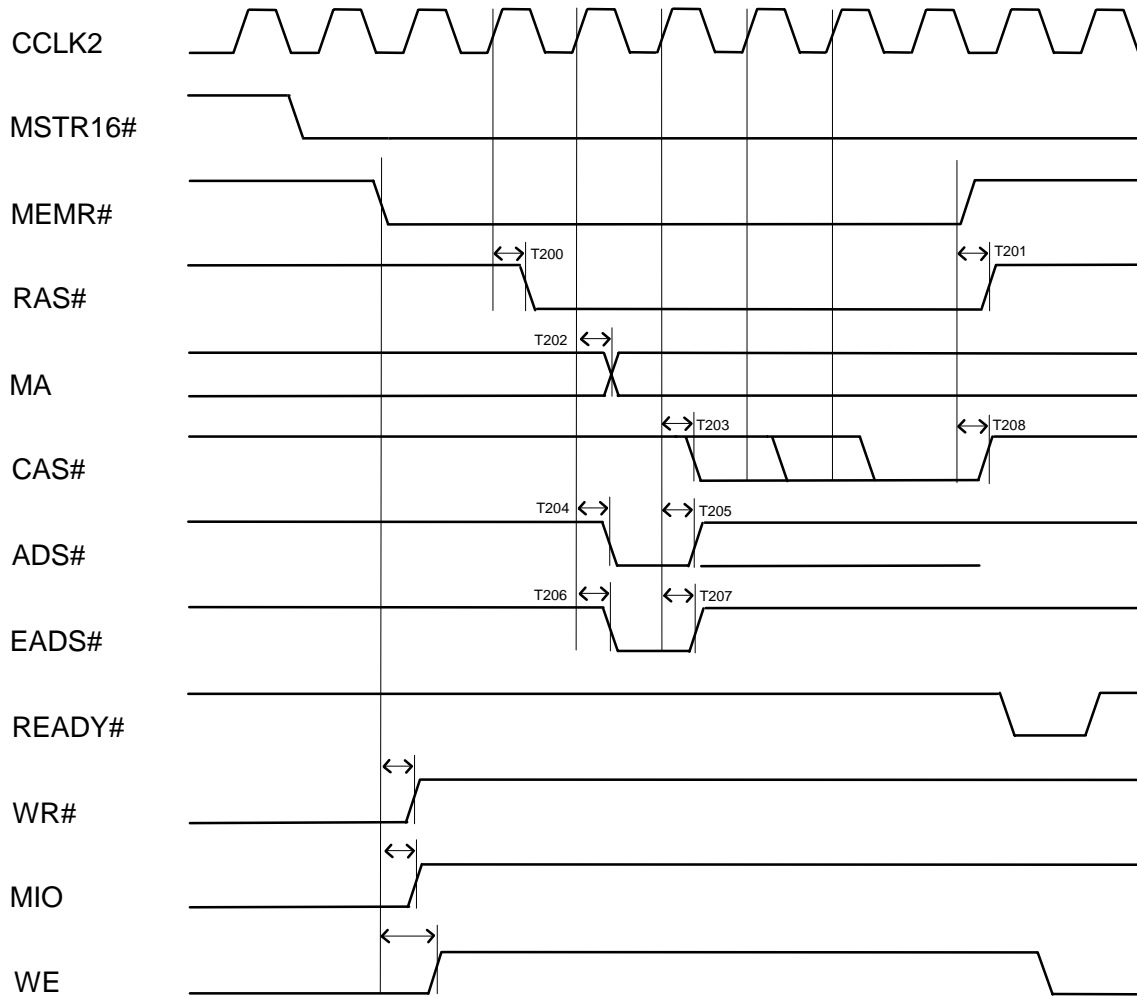 CCLK2
MSTR16#
MEMR#
T200
T201
RAS#
T202
MA
T203
T208
CAS#
T204
T205
ADS#
T206
T207
EADS#
READY#
WR#
MIO
WE